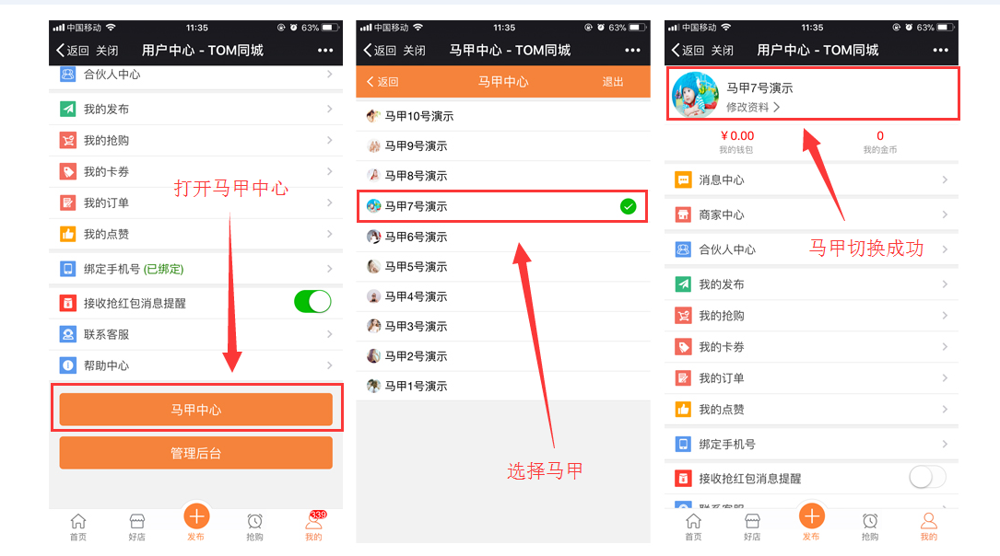 中国移动 11:35 63%
返回 关闭 用户中心 - TOM同城 •••
合伙人中心
我的发布
我的抢购
我的卡券
打开马甲中心
我的订单
我的点赞
绑定手机号 (已绑定)
接收抢红包消息提醒
联系客服
帮助中心
马甲中心
管理后台
339
首页 好店 发布 抢购 我的
中国移动 11:35 63%
返回 关闭 马甲中心 - TOM同城 •••
返回 马甲中心 退出
马甲10号演示
马甲9号演示
马甲8号演示
马甲7号演示
马甲6号演示
马甲5号演示
马甲4号演示
马甲3号演示
马甲2号演示
马甲1号演示
选择马甲
中国移动 11:35 63%
返回 关闭 用户中心 - TOM同城 •••
马甲7号演示
修改资料
￥0.00 0
我的钱包 我的金币
消息中心
商家中心
马甲切换成功
合伙人中心
我的发布
我的抢购
我的卡券
我的订单
我的点赞
绑定手机号
接收抢红包消息提醒
联系客服
首页 好店 发布 抢购 我的